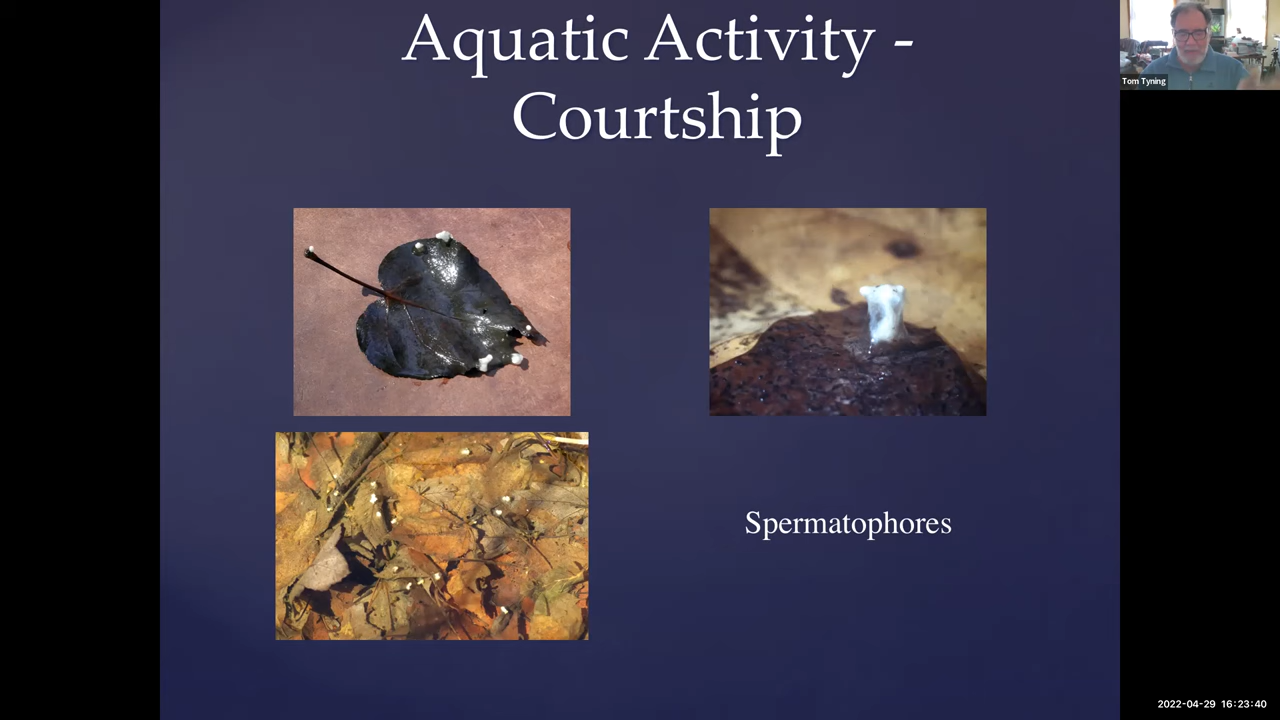 Aquatic Activity -
Courtship
Tom Tyning
Spermatophores
2022-04-29 16:23:40